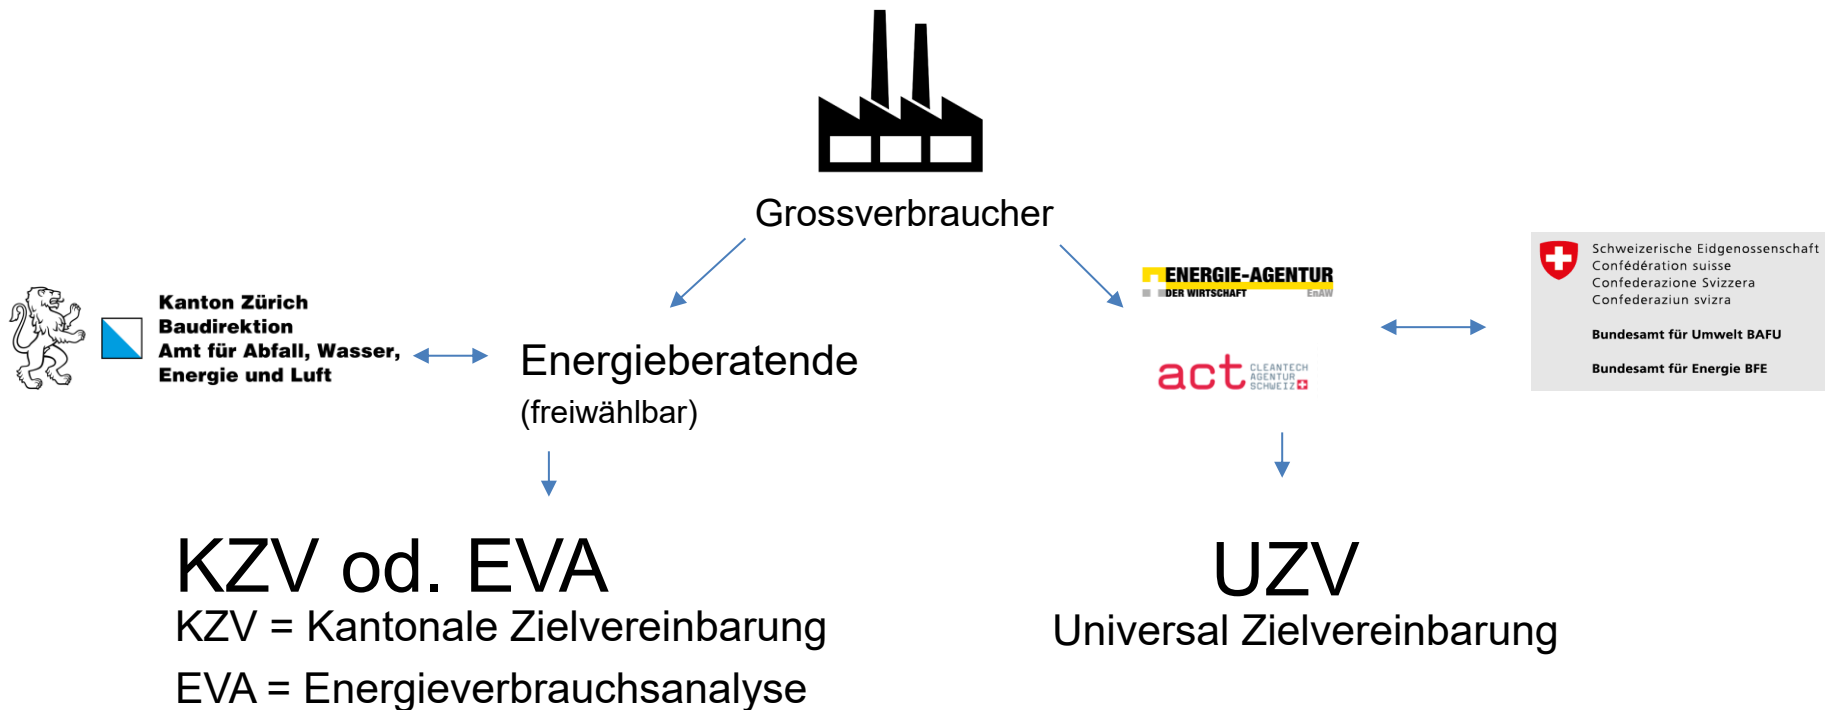 Grossverbraucher
Kanton Zürich
Baudirektion
Amt für Abfall, Wasser,
Energie und Luft
Energieberatende
(freiwählbar)
ENERGIE-AGENTUR
DER WIRTSCHAFT EnAW
act CLEANTECH
AGENTUR
SCHWEIZ
Schweizerische Eidgenossenschaft
Confédération suisse
Confederazione Svizzera
Confederaziun svizra
Bundesamt für Umwelt BAFU
Bundesamt für Energie BFE
KZV od. EVA
KZV = Kantonale Zielvereinbarung
EVA = Energieverbrauchsanalyse
UZV
Universal Zielvereinbarung